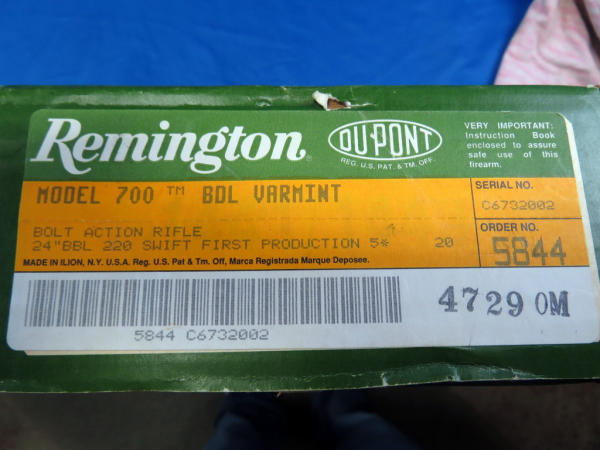 Remington®
DU PONT
REG. U.S. PAT. & TM. OFF.
VERY IMPORTANT:
Instruction Book
enclosed to assure
safe use of this
firearm.
MODEL 700 ™ BDL VARMINT
SERIAL NO.
C6732002
BOLT ACTION RIFLE
24"BBL 220 SWIFT FIRST PRODUCTION 5* 20
ORDER NO.
5844
MADE IN ILION, N.Y. U.S.A. Reg. U.S. Pat & Tm. Off, Marca Registrada Marque Deposee.
5844 C6732002
4729 OM